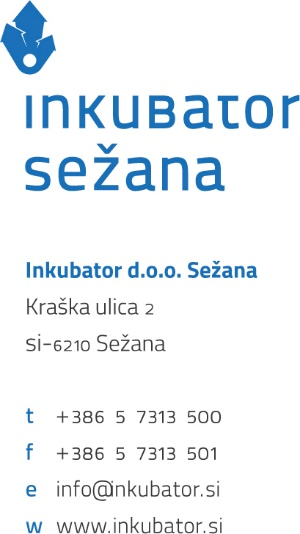 inkubator
sežana
Inkubator d.o.o. Sežana
Kraška ulica 2
si-6210 Sežana
t +386 5 7313 500
f +386 5 7313 501
e info@inkubator.si
w www.inkubator.si